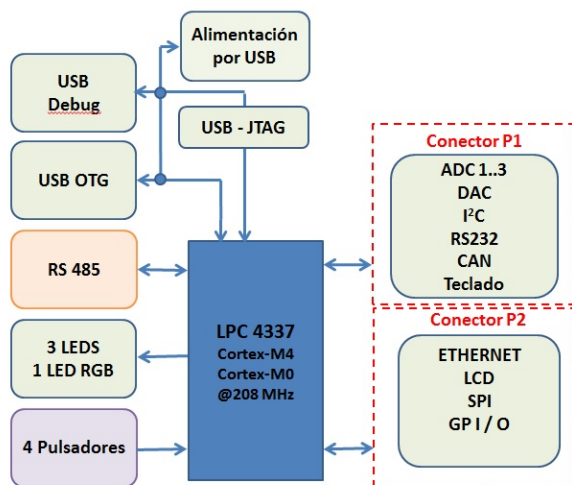 Alimentación
por USB
USB
Debug
USB - JTAG
USB OTG
RS 485
3 LEDS
1 LED RGB
4 Pulsadores
LPC 4337
Cortex-M4
Cortex-M0
@208 MHz
Conector P1
ADC 1..3
DAC
I²C
RS232
CAN
Teclado
Conector P2
ETHERNET
LCD
SPI
GP I / O